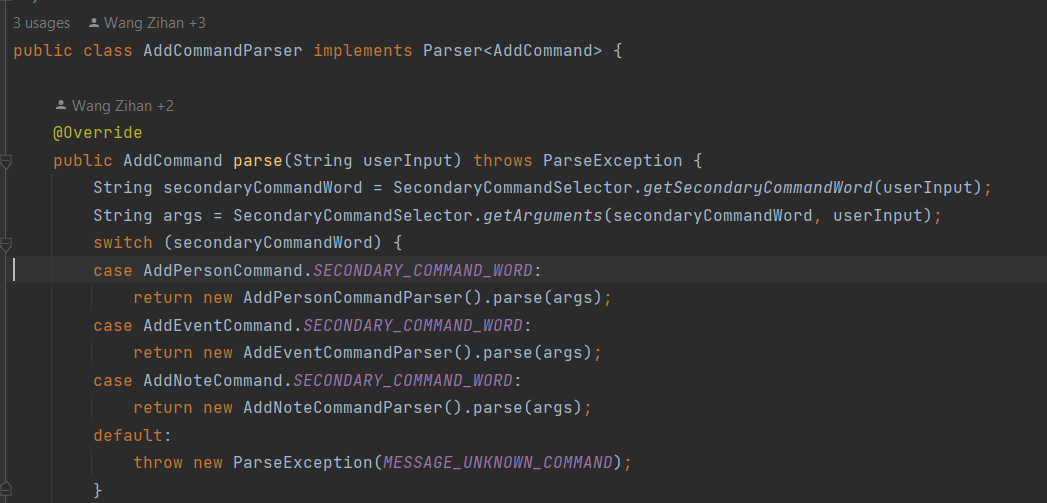 3 usages Wang Zihan +3
public class AddCommandParser implements Parser<AddCommand> {
Wang Zihan +2
@Override
public AddCommand parse(String userInput) throws ParseException {
String secondaryCommandWord = SecondaryCommandSelector.getSecondaryCommandWord(userInput);
String args = SecondaryCommandSelector.getArguments(secondaryCommandWord, userInput);
switch (secondaryCommandWord) {
case AddPersonCommand.SECONDARY_COMMAND_WORD:
return new AddPersonCommandParser().parse(args);
case AddEventCommand.SECONDARY_COMMAND_WORD:
return new AddEventCommandParser().parse(args);
case AddNoteCommand.SECONDARY_COMMAND_WORD:
return new AddNoteCommandParser().parse(args);
default:
throw new ParseException(MESSAGE_UNKNOWN_COMMAND);
}